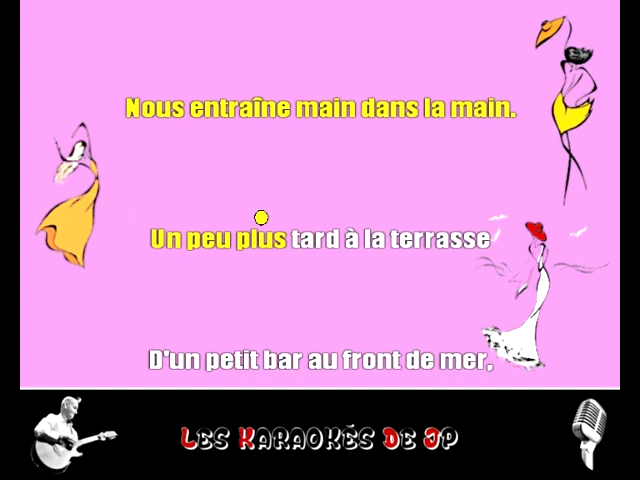 Nous entraîne main dans la main.
Un peu plus tard à la terrasse
D'un petit bar au front de mer,
Les Karaokés De JP